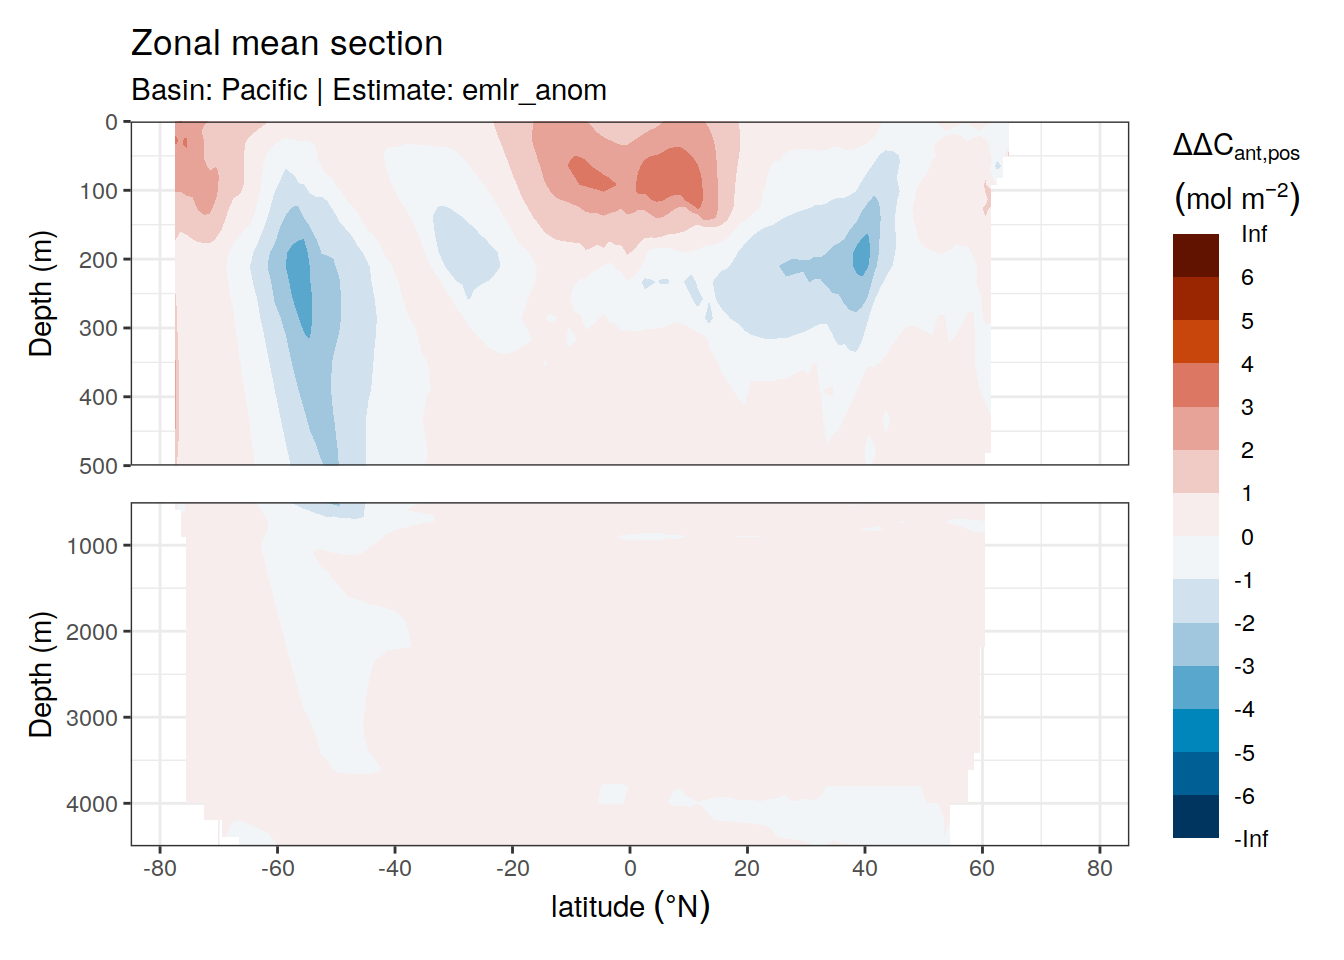 Zonal mean section
Basin: Pacific | Estimate: emlr_anom
0
100
200
300
400
500
Depth (m)
1000
2000
3000
4000
Depth (m)
-80 -60 -40 -20 0 20 40 60 80
latitude (°N)
ΔΔCant,pos
(mol m−2)
Inf
6
5
4
3
2
1
0
-1
-2
-3
-4
-5
-6
-Inf